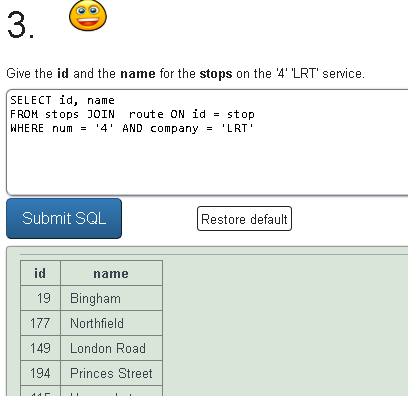 3.
Give the id and the name for the stops on the '4' 'LRT' service.
SELECT id, name
FROM stops JOIN  route ON id = stop
WHERE num = '4' AND company = 'LRT'
Submit SQL Restore default
id name
19 Bingham
177 Northfield
149 London Road
194 Princes Street